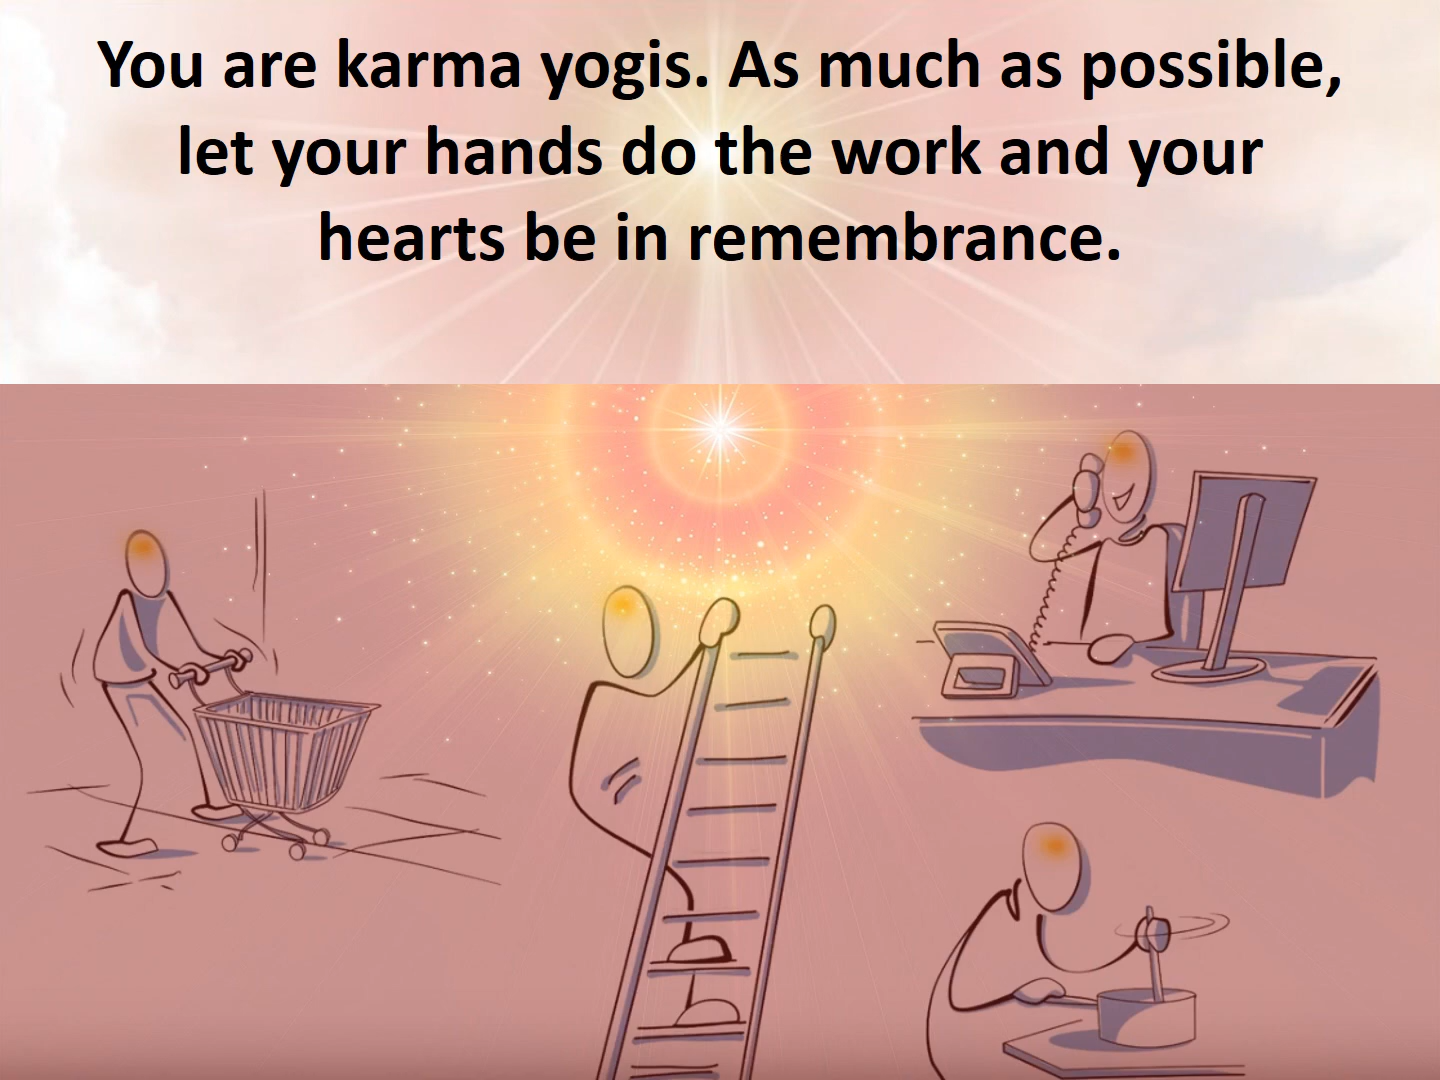 You are karma yogis. As much as possible,
let your hands do the work and your
hearts be in remembrance.